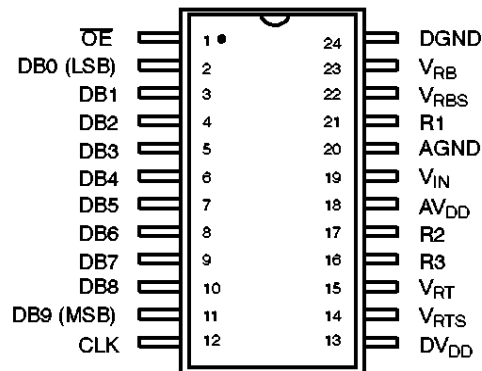 OE 1 24 DGND
DB0 (LSB) 2 23 VRB
DB1 3 22 VRBS
DB2 4 21 R1
DB3 5 20 AGND
DB4 6 19 VIN
DB5 7 18 AVDD
DB6 8 17 R2
DB7 9 16 R3
DB8 10 15 VRT
DB9 (MSB) 11 14 VRTS
CLK 12 13 DVDD